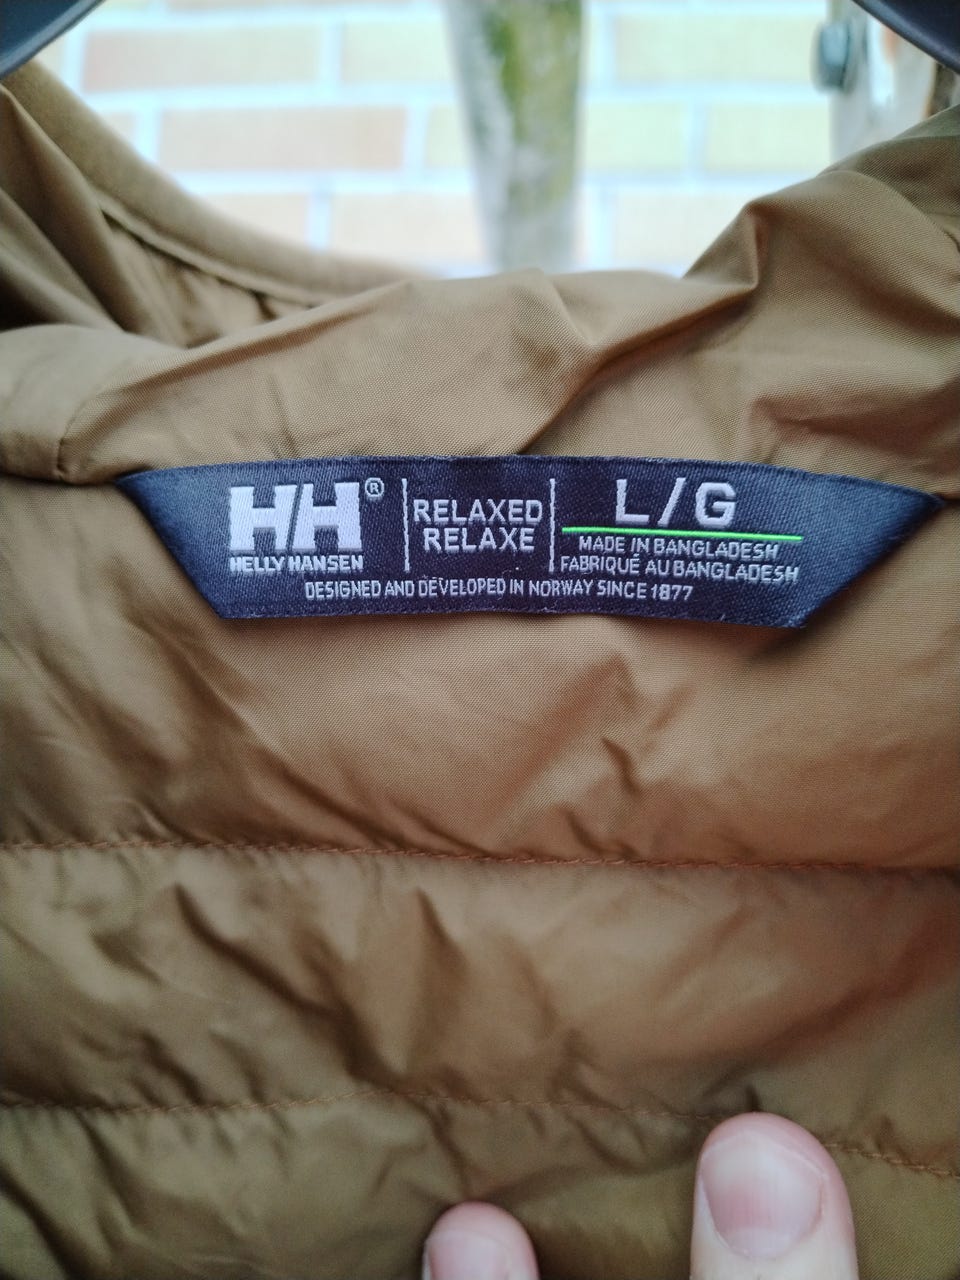 HH®
HELLY HANSEN
RELAXED
RELAXE
L/G
MADE IN BANGLADESH
FABRIQUÉ AU BANGLADESH
DESIGNED AND DEVELOPED IN NORWAY SINCE 1877